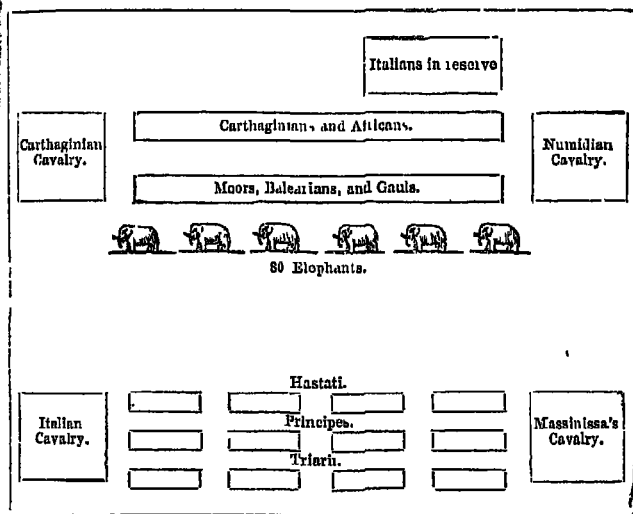 Italians in reserve
Carthaginians and Africans.
Carthaginian
Cavalry.
Numidian
Cavalry.
Moors, Balearians, and Gauls.
80 Elephants.
Hastati.
Italian
Cavalry.
Principes.
Massinissa's
Cavalry.
Triarii.